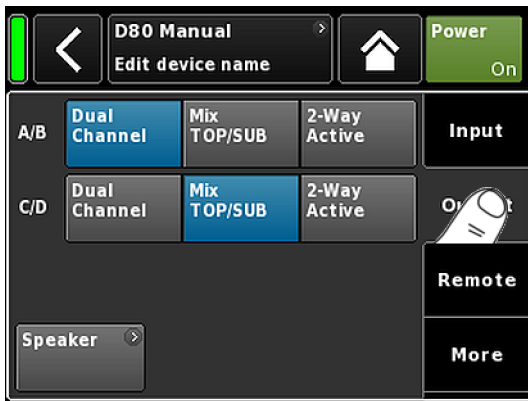 D80 Manual
Edit device name
Power
On
A/B
Dual Channel
Mix TOP/SUB
2-Way Active
Input
C/D
Dual Channel
Mix TOP/SUB
2-Way Active
Remote
Speaker
More